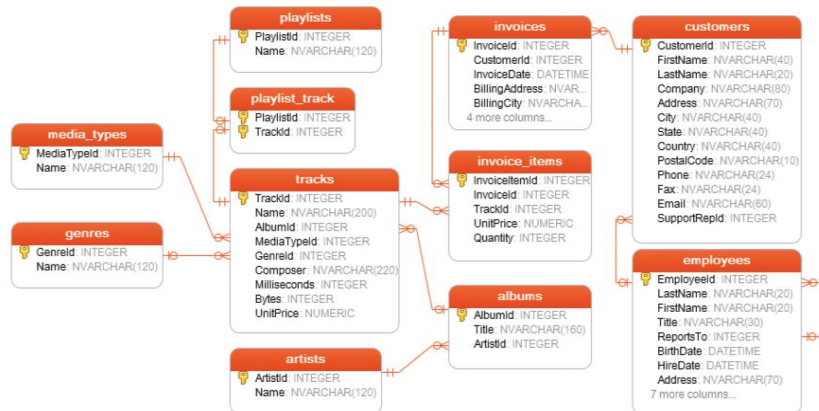 playlists
PlaylistId: INTEGER
Name: NVARCHAR(120)
playlist_track
PlaylistId: INTEGER
TrackId: INTEGER
media_types
MediaTypeId: INTEGER
Name: NVARCHAR(120)
genres
GenreId: INTEGER
Name: NVARCHAR(120)
tracks
TrackId: INTEGER
Name: NVARCHAR(200)
AlbumId: INTEGER
MediaTypeId: INTEGER
GenreId: INTEGER
Composer: NVARCHAR(220)
Milliseconds: INTEGER
Bytes: INTEGER
UnitPrice: NUMERIC
artists
ArtistId: INTEGER
Name: NVARCHAR(120)
invoices
InvoiceId: INTEGER
CustomerId: INTEGER
InvoiceDate: DATETIME
BillingAddress: NVAR...
BillingCity: NVARCHA...
4 more columns...
invoice_items
InvoiceItemId: INTEGER
InvoiceId: INTEGER
TrackId: INTEGER
UnitPrice: NUMERIC
Quantity: INTEGER
albums
AlbumId: INTEGER
Title: NVARCHAR(160)
ArtistId: INTEGER
customers
CustomerId: INTEGER
FirstName: NVARCHAR(40)
LastName: NVARCHAR(20)
Company: NVARCHAR(80)
Address: NVARCHAR(70)
City: NVARCHAR(40)
State: NVARCHAR(40)
Country: NVARCHAR(40)
PostalCode: NVARCHAR(10)
Phone: NVARCHAR(24)
Fax: NVARCHAR(24)
Email: NVARCHAR(60)
SupportRepId: INTEGER
employees
EmployeeId: INTEGER
LastName: NVARCHAR(20)
FirstName: NVARCHAR(20)
Title: NVARCHAR(30)
ReportsTo: INTEGER
BirthDate: DATETIME
HireDate: DATETIME
Address: NVARCHAR(70)
7 more columns...